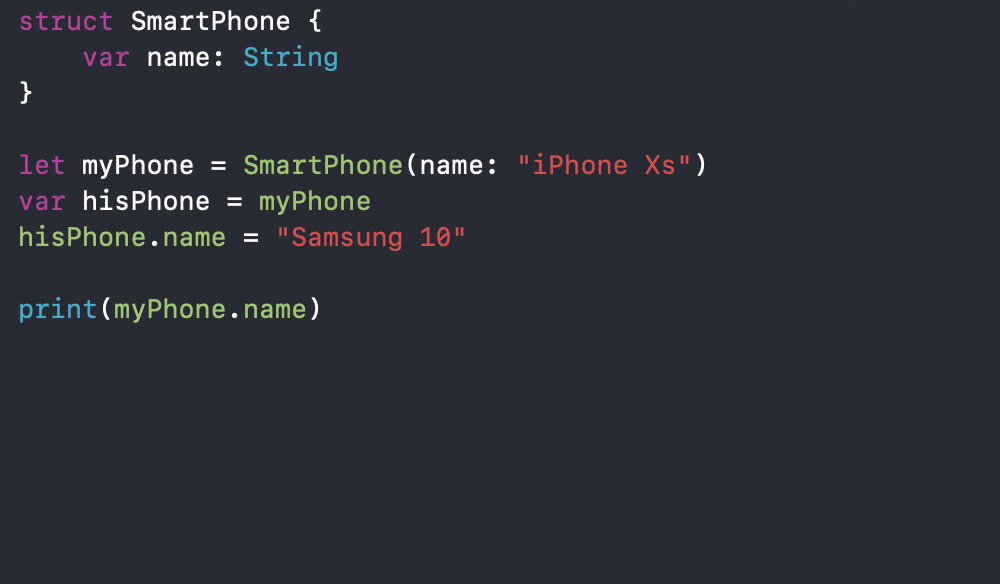 struct SmartPhone {
    var name: String
}
let myPhone = SmartPhone(name: "iPhone Xs")
var hisPhone = myPhone
hisPhone.name = "Samsung 10"
print(myPhone.name)